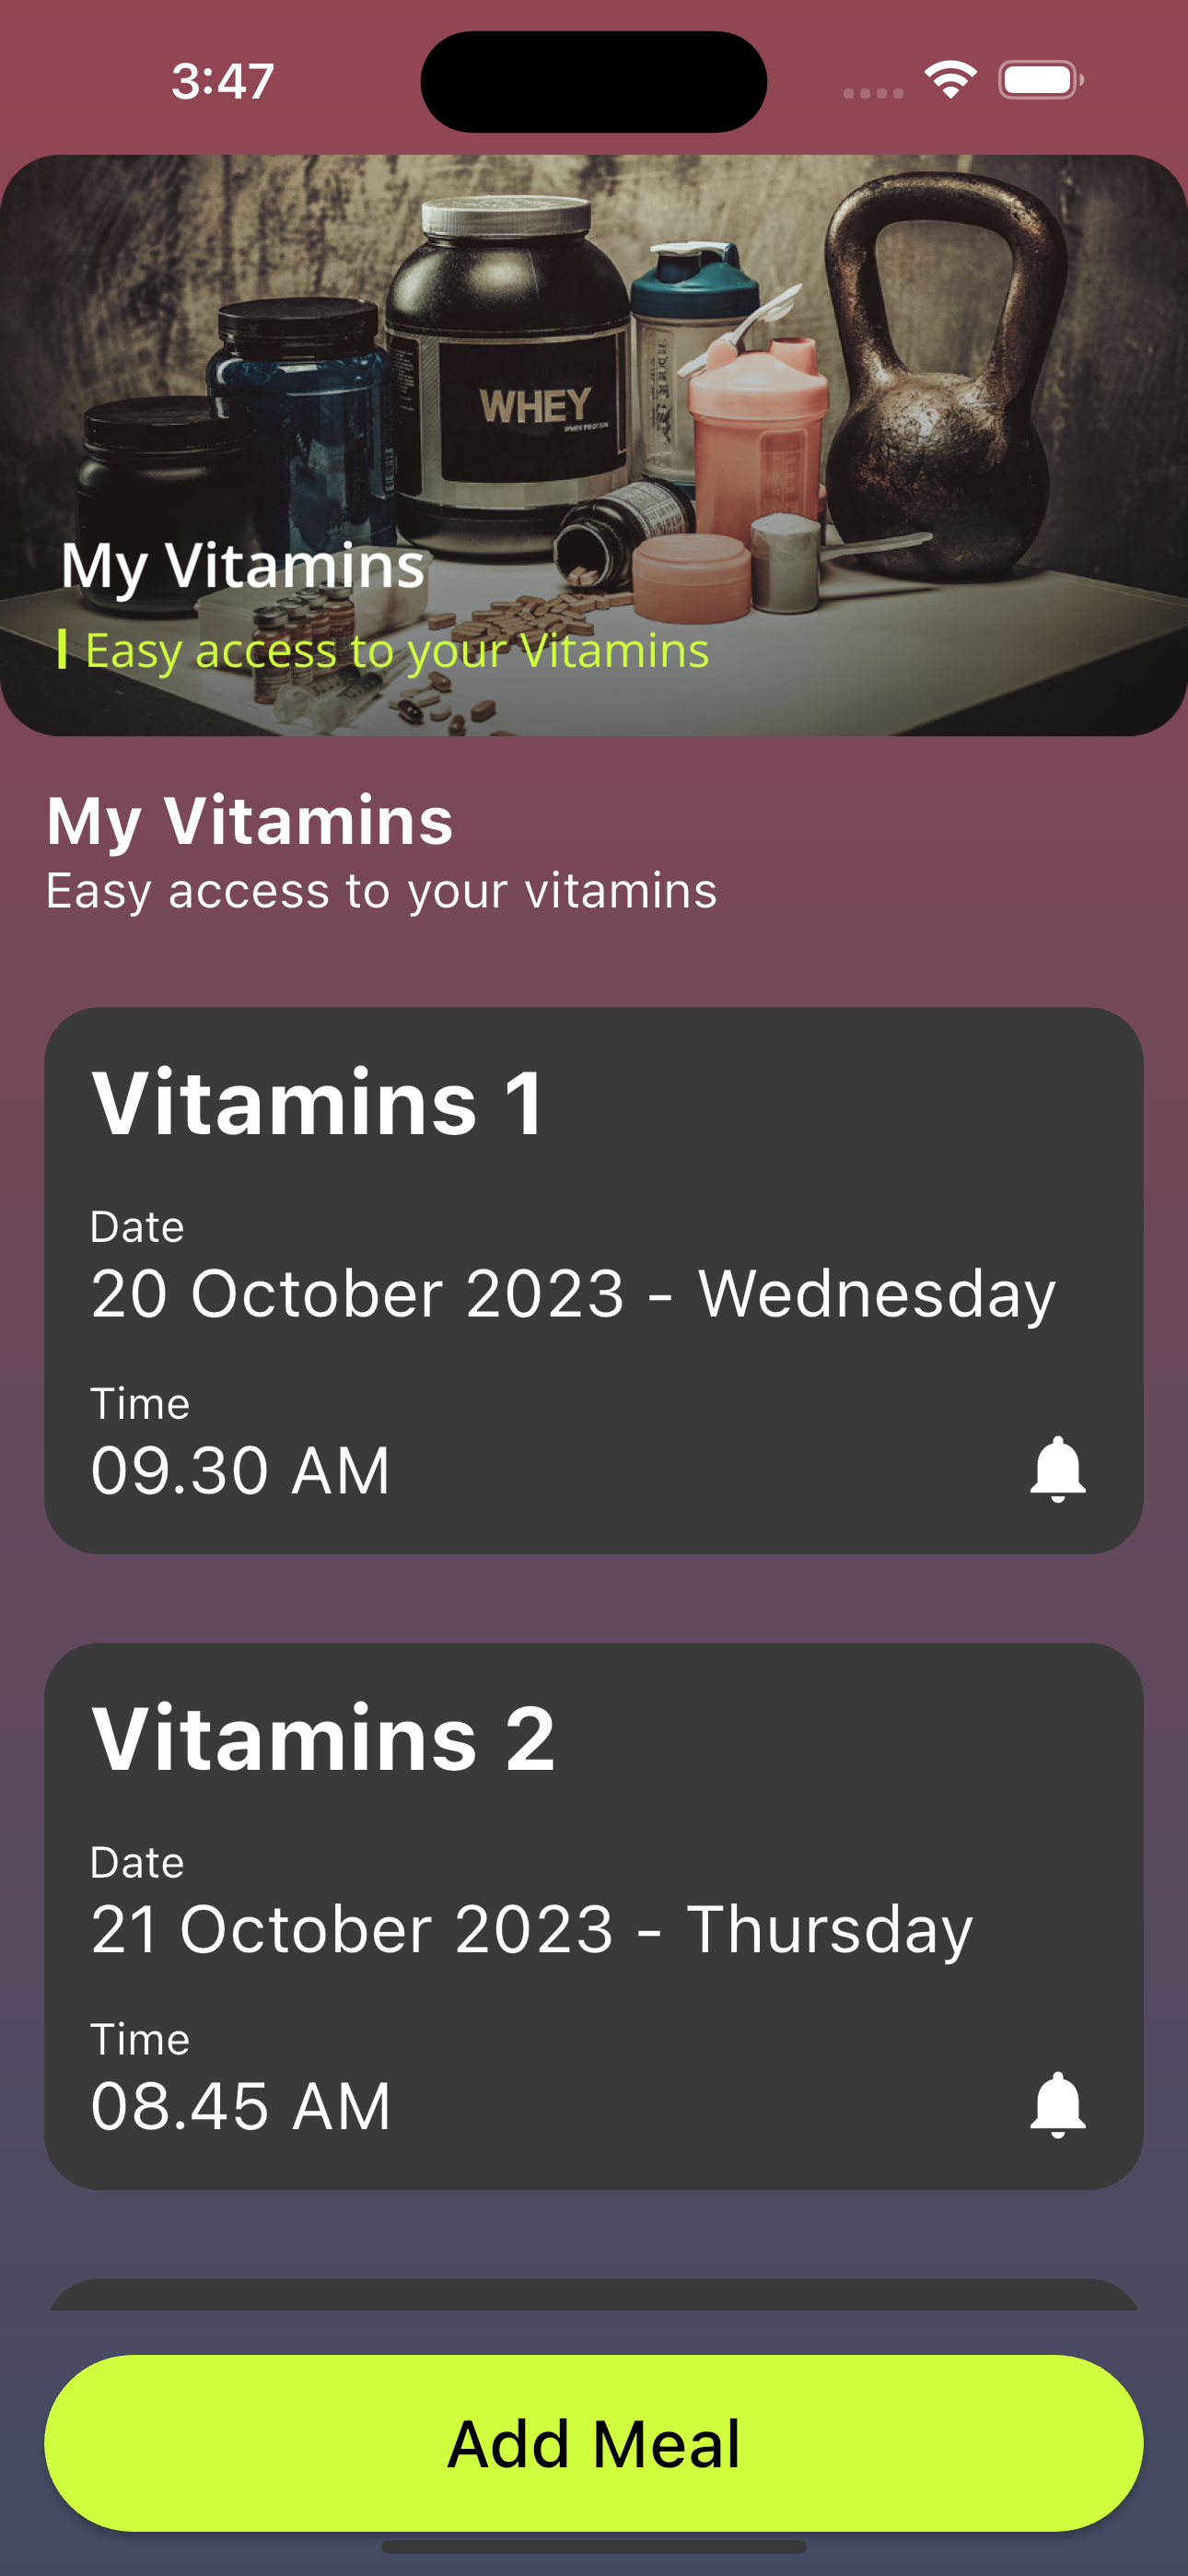 3:47
WHEY
WHEY PROTEIN
My Vitamins
Easy access to your Vitamins
My Vitamins
Easy access to your vitamins
Vitamins 1
Date
20 October 2023 - Wednesday
Time
09.30 AM
Vitamins 2
Date
21 October 2023 - Thursday
Time
08.45 AM
Add Meal